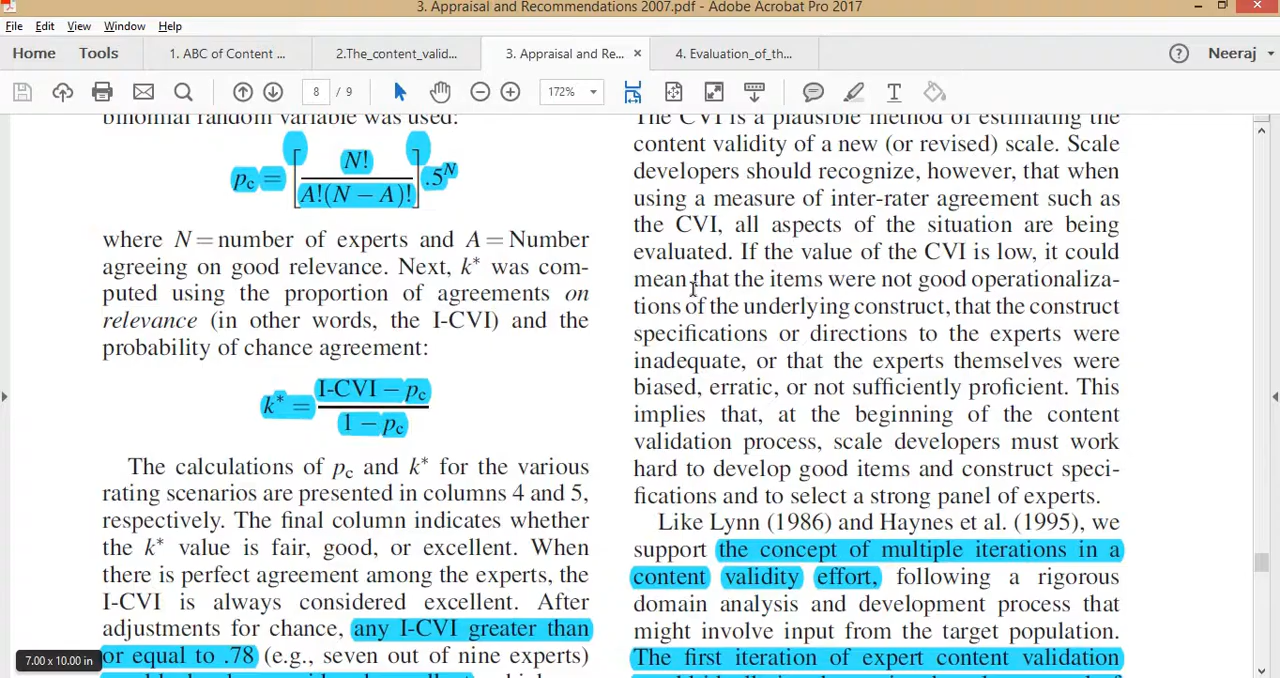 3. Appraisal and Recommendations 2007.pdf - Adobe Acrobat Pro 2017
File Edit View Window Help
Home Tools 1. ABC of Content ... 2.The_content_valid... 3. Appraisal and Re... × 4. Evaluation_of_th... Neeraj
8 / 9 172%
binomial random variable was used:
p_c = [N! / A!(N − A)!] .5^N
where N = number of experts and A = Number
agreeing on good relevance. Next, k* was com-
puted using the proportion of agreements on
relevance (in other words, the I-CVI) and the
probability of chance agreement:
k* = (I-CVI − p_c) / (1 − p_c)
The calculations of p_c and k* for the various
rating scenarios are presented in columns 4 and 5,
respectively. The final column indicates whether
the k* value is fair, good, or excellent. When
there is perfect agreement among the experts, the
I-CVI is always considered excellent. After
adjustments for chance, any I-CVI greater than
or equal to .78 (e.g., seven out of nine experts)
7.00 x 10.00 in
The CVI is a plausible method of estimating the
content validity of a new (or revised) scale. Scale
developers should recognize, however, that when
using a measure of inter-rater agreement such as
the CVI, all aspects of the situation are being
evaluated. If the value of the CVI is low, it could
mean that the items were not good operationaliza-
tions of the underlying construct, that the construct
specifications or directions to the experts were
inadequate, or that the experts themselves were
biased, erratic, or not sufficiently proficient. This
implies that, at the beginning of the content
validation process, scale developers must work
hard to develop good items and construct speci-
fications and to select a strong panel of experts.
Like Lynn (1986) and Haynes et al. (1995), we
support the concept of multiple iterations in a
content validity effort, following a rigorous
domain analysis and development process that
might involve input from the target population.
The first iteration of expert content validation